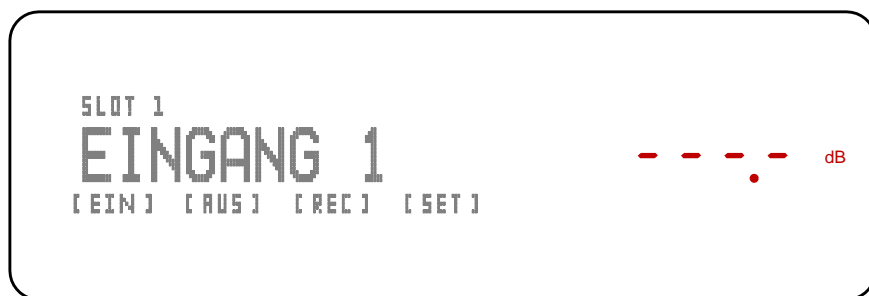 SLOT 1
EINGANG 1
[EIN] [AUS] [REC] [SET]
- - - - . dB